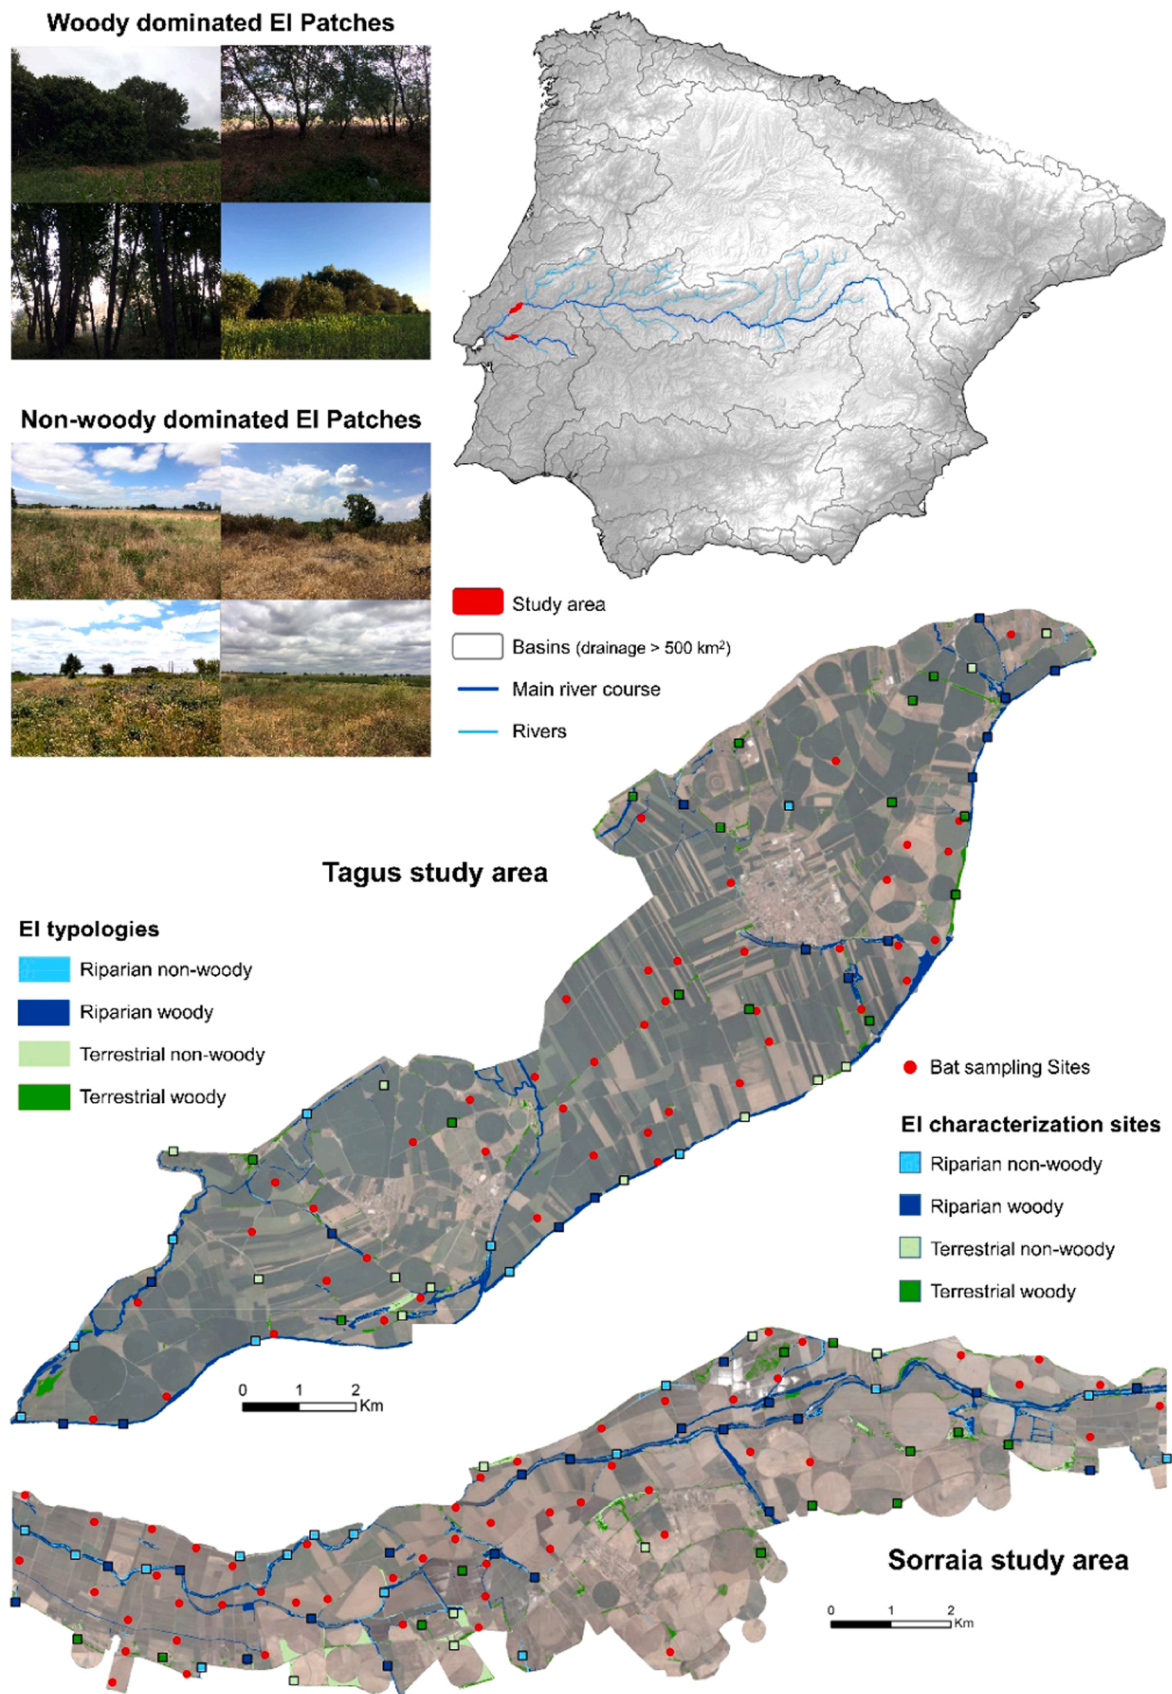 Woody dominated EI Patches
Non-woody dominated EI Patches
Study area
Basins (drainage > 500 km²)
Main river course
Rivers
Tagus study area
EI typologies
Riparian non-woody
Riparian woody
Terrestrial non-woody
Terrestrial woody
Bat sampling Sites
EI characterization sites
Riparian non-woody
Riparian woody
Terrestrial non-woody
Terrestrial woody
0 1 2
Km
Sorraia study area
0 1 2
Km